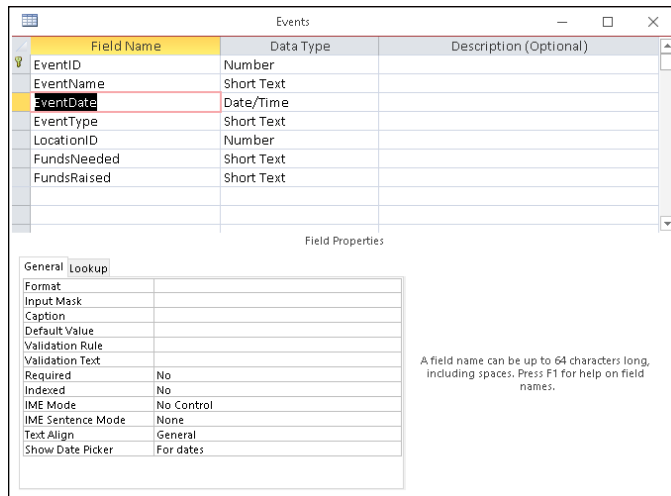 Events
Field Name Data Type Description (Optional)
EventID Number
EventName Short Text
EventDate Date/Time
EventType Short Text
LocationID Number
FundsNeeded Short Text
FundsRaised Short Text
Field Properties
General Lookup
Format
Input Mask
Caption
Default Value
Validation Rule
Validation Text
Required No
Indexed No
IME Mode No Control
IME Sentence Mode None
Text Align General
Show Date Picker For dates
A field name can be up to 64 characters long,
including spaces. Press F1 for help on field
names.